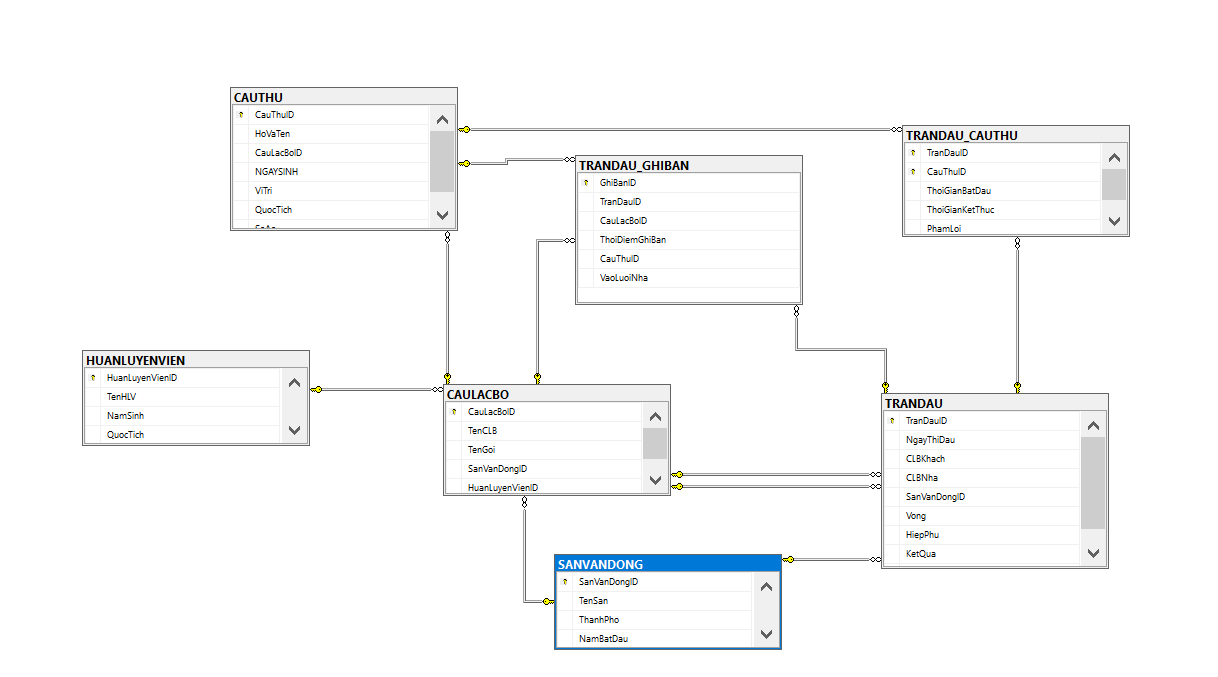 CAUTHU
CauThuID
HoVaTen
CauLacBoID
NGAYSINH
ViTri
QuocTich
TRANDAU_GHIBAN
GhiBanID
TranDauID
CauLacBoID
ThoiDiemGhiBan
CauThuID
VaoLuoiNha
TRANDAU_CAUTHU
TranDauID
CauThuID
ThoiGianBatDau
ThoiGianKetThuc
PhamLoi
HUANLUYENVIEN
HuanLuyenVienID
TenHLV
NamSinh
QuocTich
CAULACBO
CauLacBoID
TenCLB
TenGoi
SanVanDongID
HuanLuyenVienID
TRANDAU
TranDauID
NgayThiDau
CLBKhach
CLBNha
SanVanDongID
Vong
HiepPhu
KetQua
SANVANDONG
SanVanDongID
TenSan
ThanhPho
NamBatDau